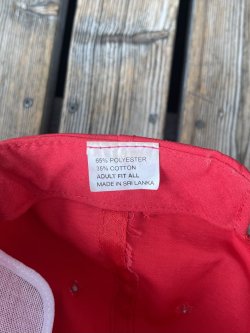 65% POLYESTER
35% COTTON
ADULT FIT ALL
MADE IN SRI LANKA